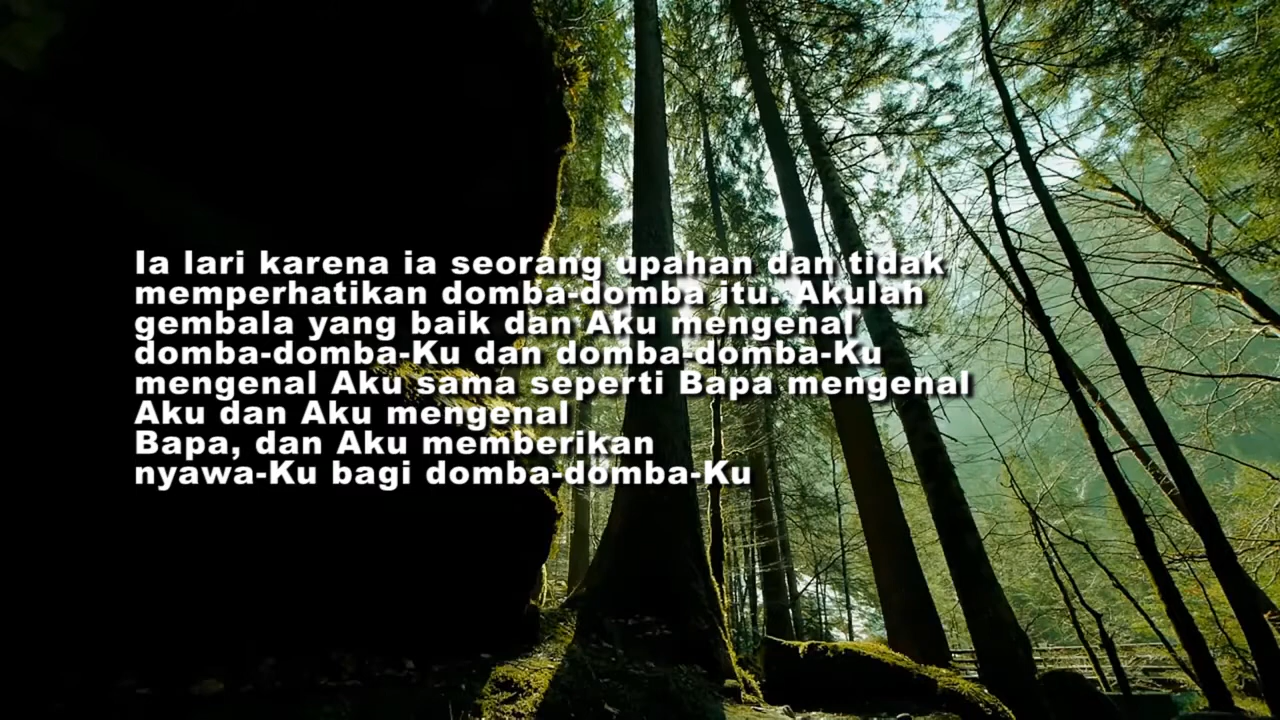 Ia lari karena ia seorang upahan dan tidak
memperhatikan domba-domba itu. Akulah
gembala yang baik dan Aku mengenal
domba-domba-Ku dan domba-domba-Ku
mengenal Aku sama seperti Bapa mengenal
Aku dan Aku mengenal
Bapa, dan Aku memberikan
nyawa-Ku bagi domba-domba-Ku